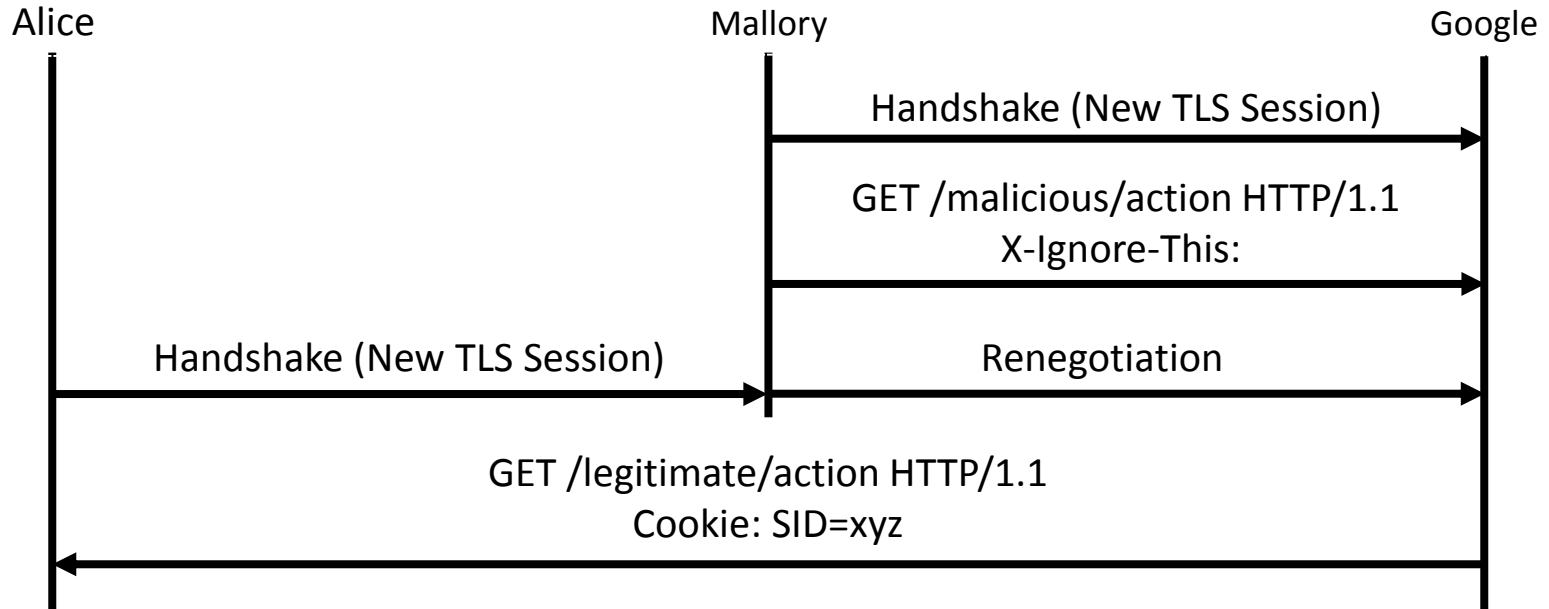 Alice
Mallory
Google
Handshake (New TLS Session)
GET /malicious/action HTTP/1.1
X-Ignore-This:
Handshake (New TLS Session)
Renegotiation
GET /legitimate/action HTTP/1.1
Cookie: SID=xyz